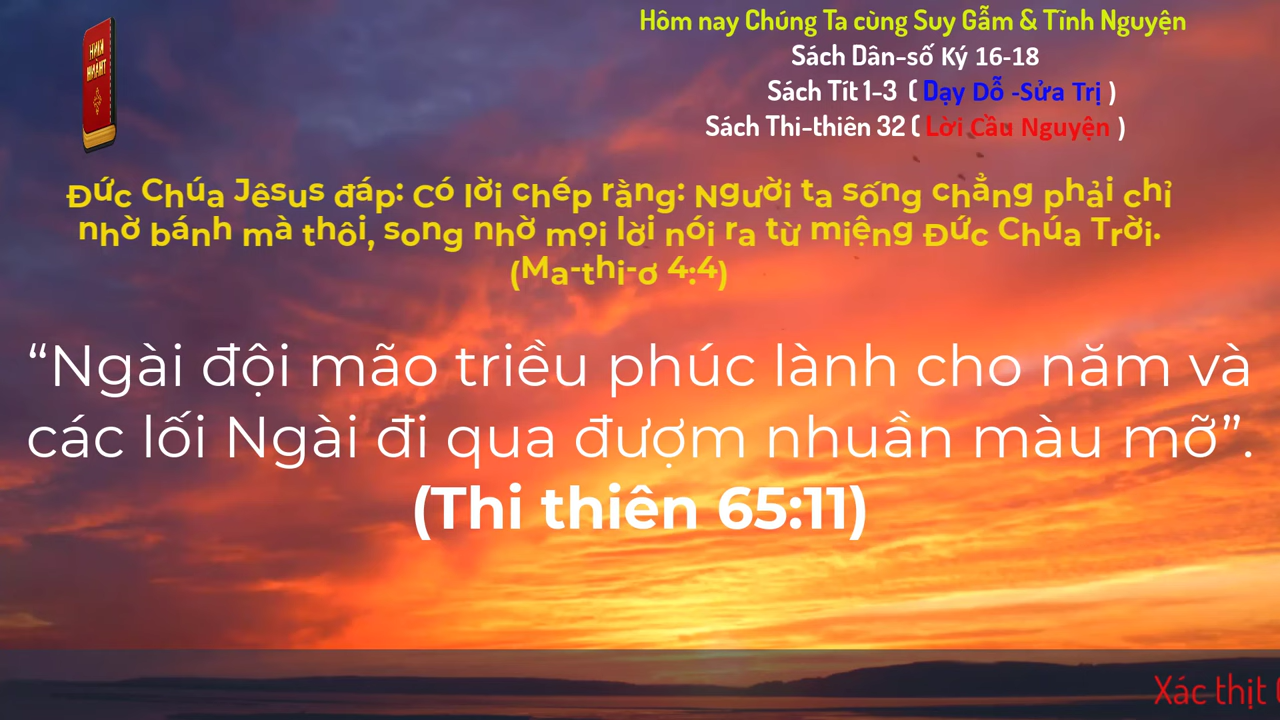 Hôm nay Chúng Ta cùng Suy Gẫm & Tĩnh Nguyện
Sách Dân-số Ký 16-18
Sách Tít 1-3 ( Dạy Dỗ -Sửa Trị )
Sách Thi-thiên 32 ( Lời Cầu Nguyện )
KINH
THÁNH
Đức Chúa Jêsus đáp: Có lời chép rằng: Người ta sống chẳng phải chỉ
nhờ bánh mà thôi, song nhờ mọi lời nói ra từ miệng Đức Chúa Trời.
(Ma-thi-ơ 4:4)
“Ngài đội mão triều phúc lành cho năm và
các lối Ngài đi qua đượm nhuần màu mỡ”.
(Thi thiên 65:11)
Xác thịt